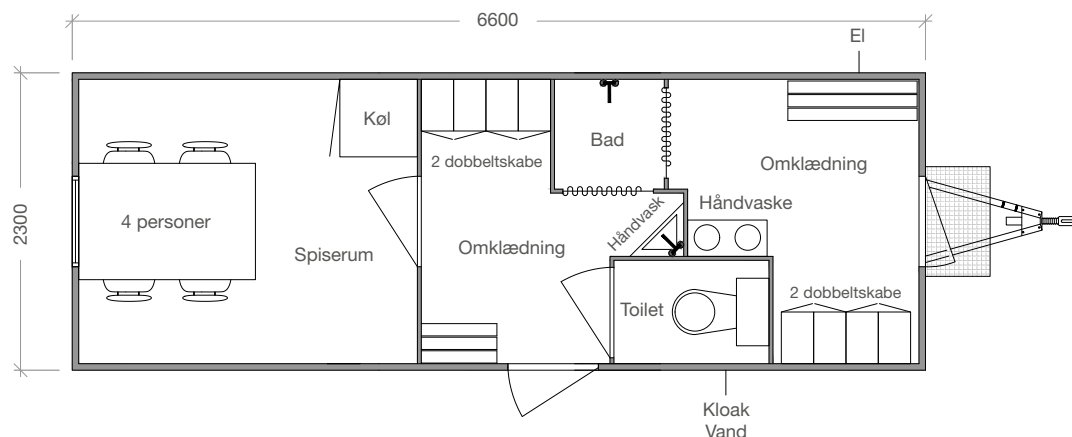 6600
El
Køl
Bad
2 dobbeltskabe
Omklædning
4 personer
Håndvask
Håndvaske
2300
Spiserum
Omklædning
2 dobbeltskabe
Toilet
Kloak
Vand